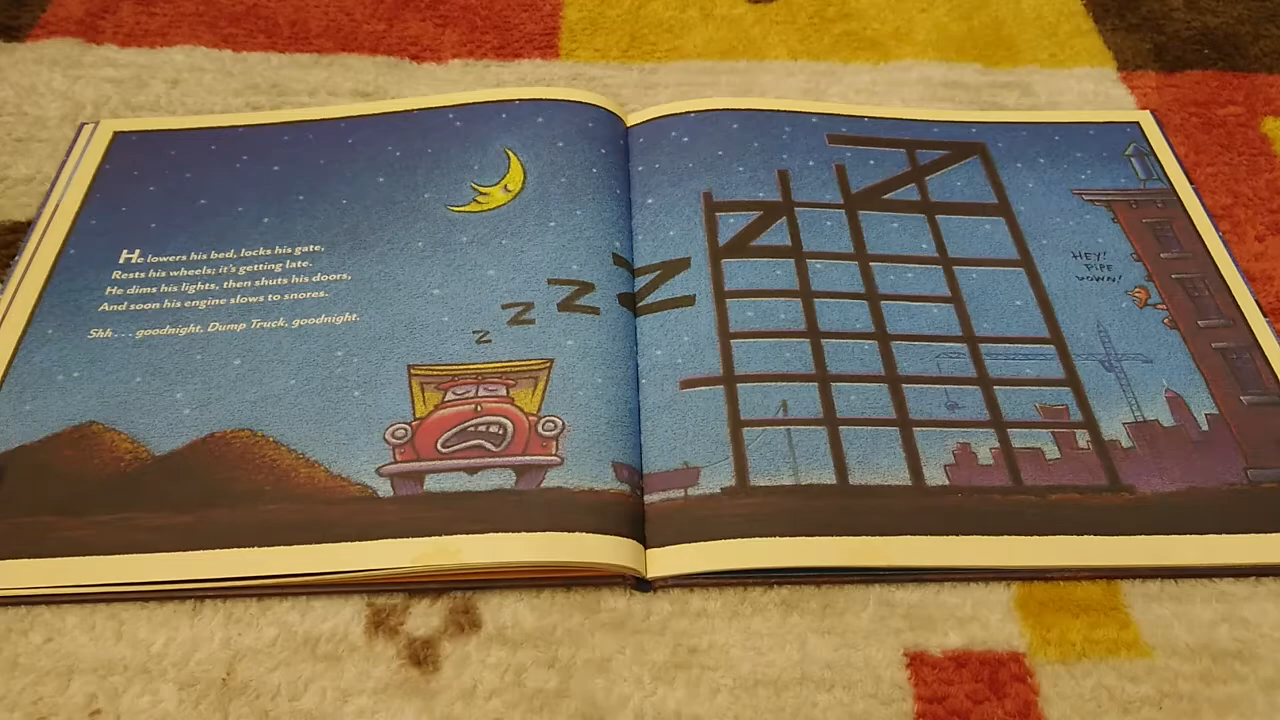 He lowers his bed, locks his gate,
Rests his wheels; it's getting late.
He dims his lights, then shuts his doors,
And soon his engine slows to snores.
Shh . . . goodnight, Dump Truck, goodnight.
Z Z Z Z
HEY!
PIPE
DOWN!